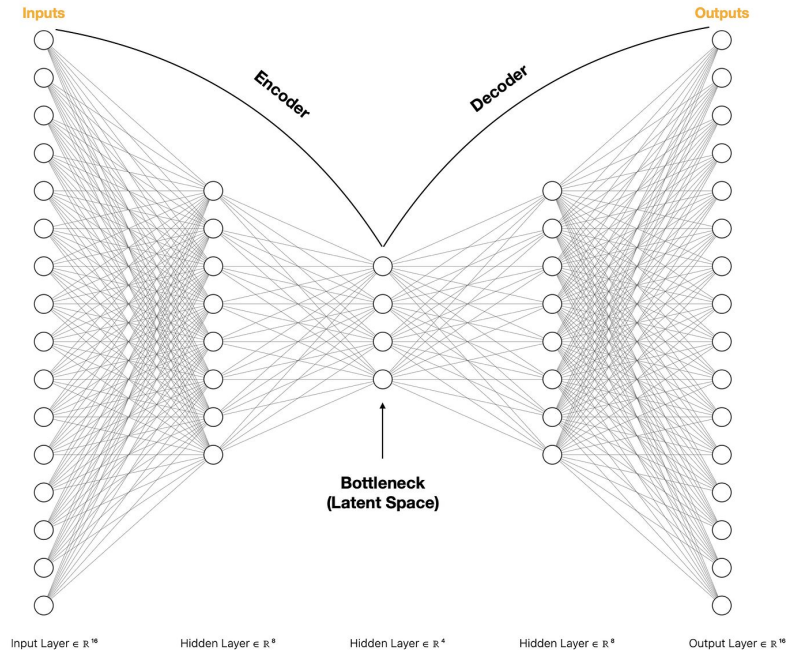 Inputs
Outputs
Encoder
Decoder
Bottleneck
(Latent Space)
Input Layer ∈ ℝ¹⁶
Hidden Layer ∈ ℝ⁸
Hidden Layer ∈ ℝ⁴
Hidden Layer ∈ ℝ⁸
Output Layer ∈ ℝ¹⁶